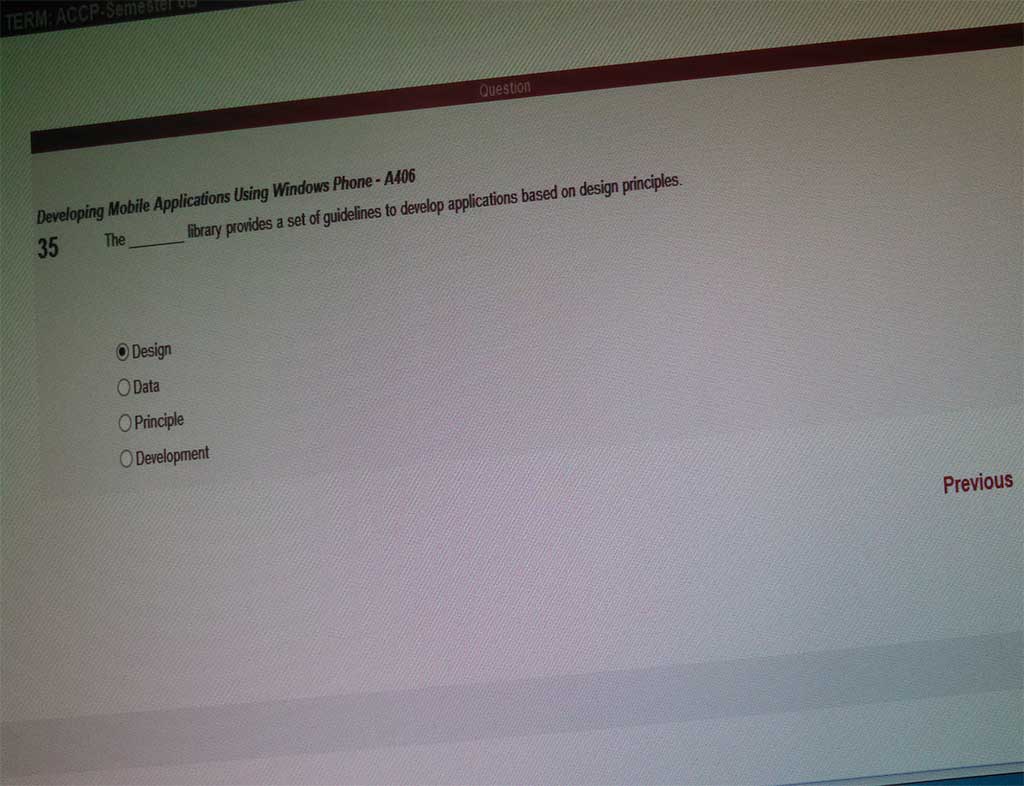 TERM: ACCP-Semester
Question
Developing Mobile Applications Using Windows Phone - A406
35 The _______ library provides a set of guidelines to develop applications based on design principles.
Design
Data
Principle
Development
Previous